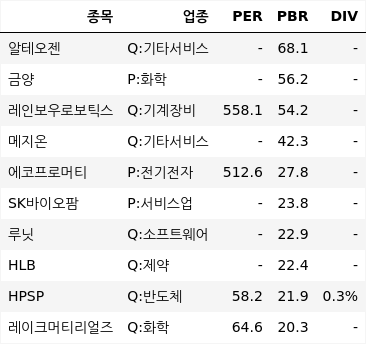 종목 업종 PER PBR DIV
알테오젠 Q:기타서비스 - 68.1 -
금양 P:화학 - 56.2 -
레인보우로보틱스 Q:기계장비 558.1 54.2 -
메지온 Q:기타서비스 - 42.3 -
에코프로머티 P:전기전자 512.6 27.8 -
SK바이오팜 P:서비스업 - 23.8 -
루닛 Q:소프트웨어 - 22.9 -
HLB Q:제약 - 22.4 -
HPSP Q:반도체 58.2 21.9 0.3%
레이크머티리얼즈 Q:화학 64.6 20.3 -